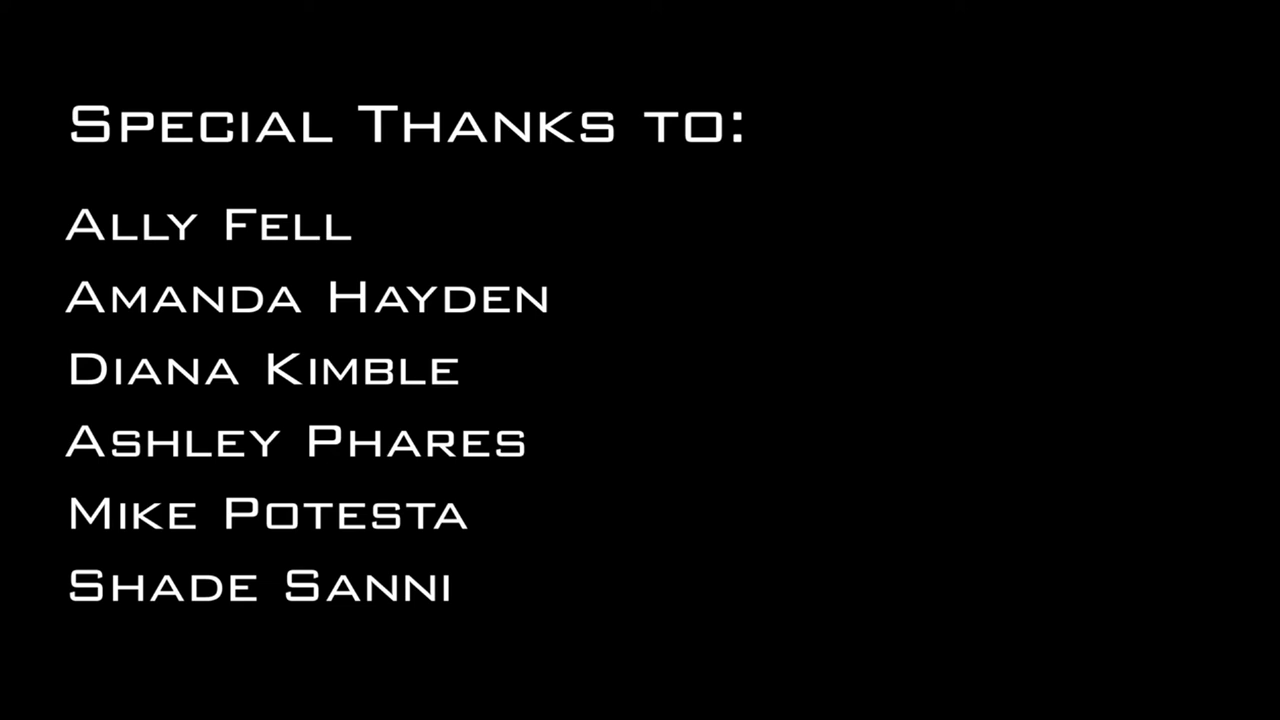 Special Thanks to:
Ally Fell
Amanda Hayden
Diana Kimble
Ashley Phares
Mike Potesta
Shade Sanni